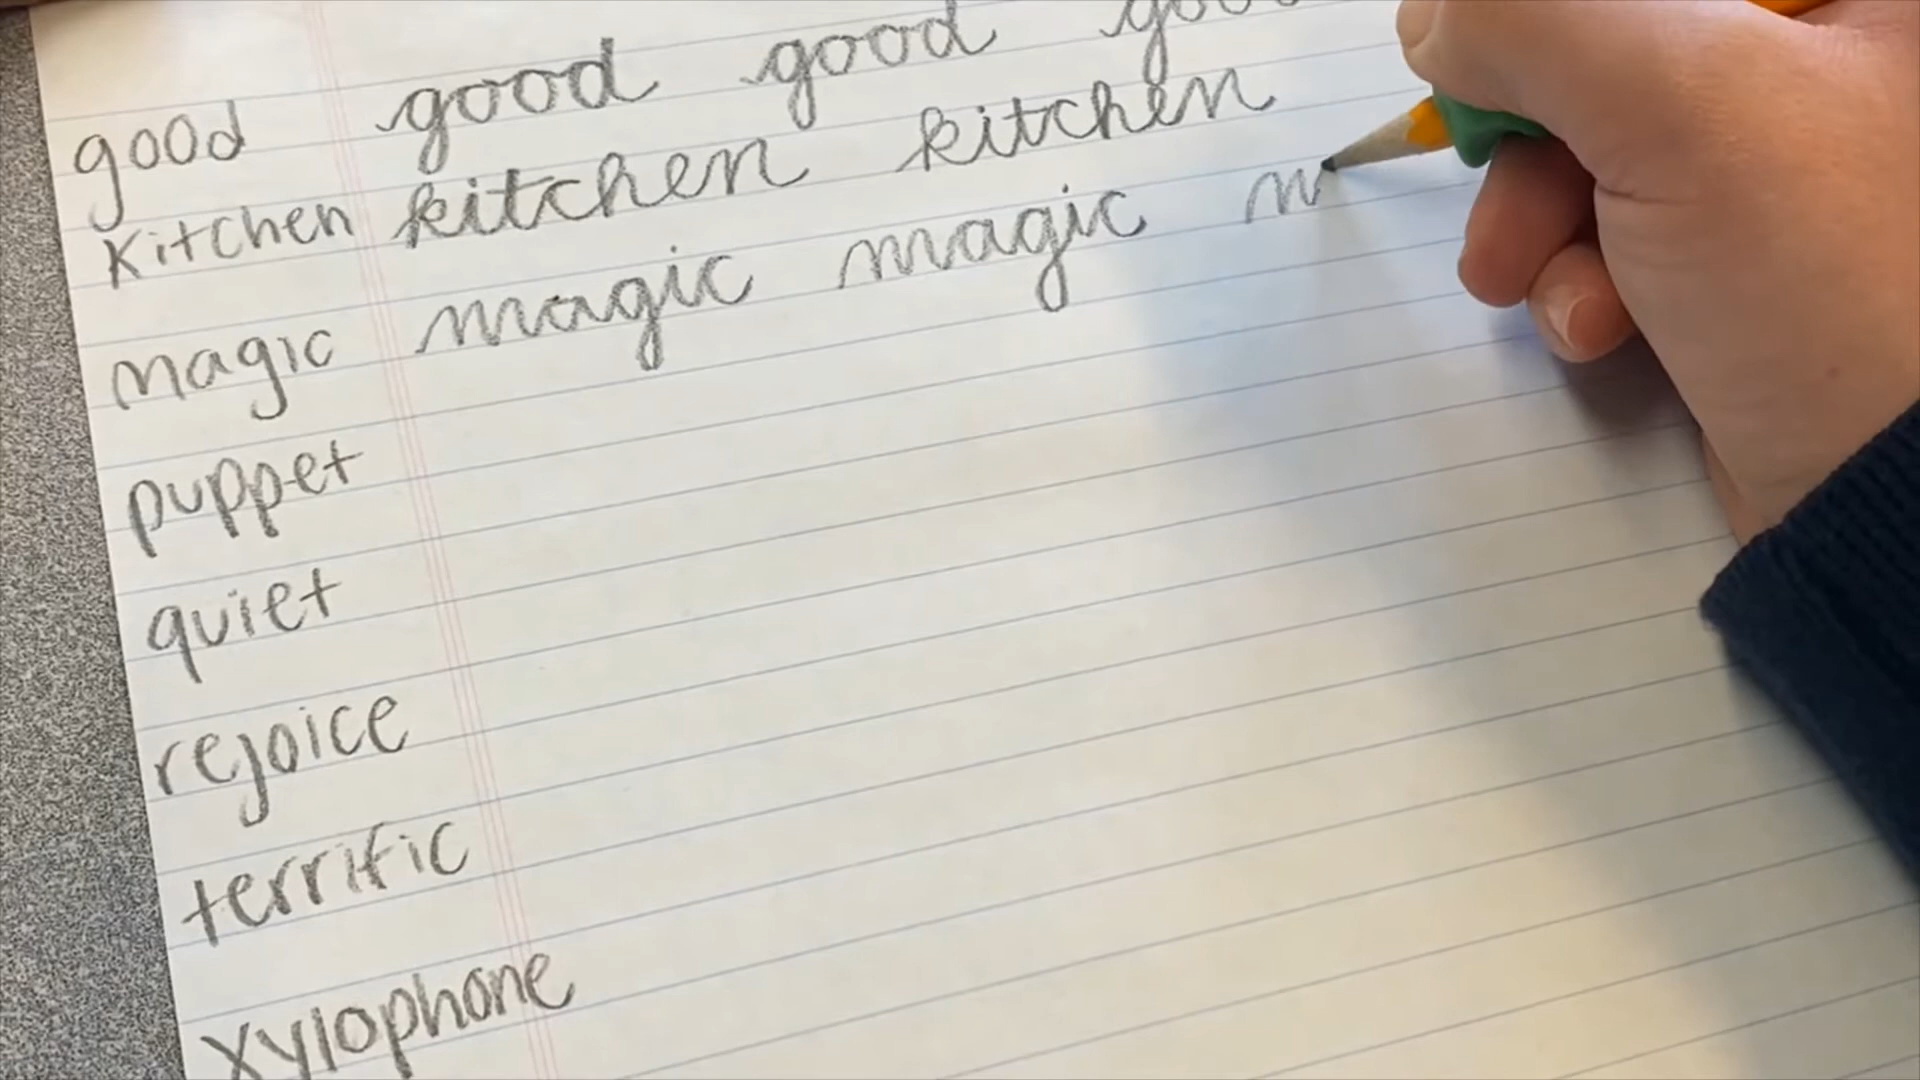 good good good
kitchen kitchen kitchen
magic magic magic
puppet
quiet
rejoice
terrific
xylophone